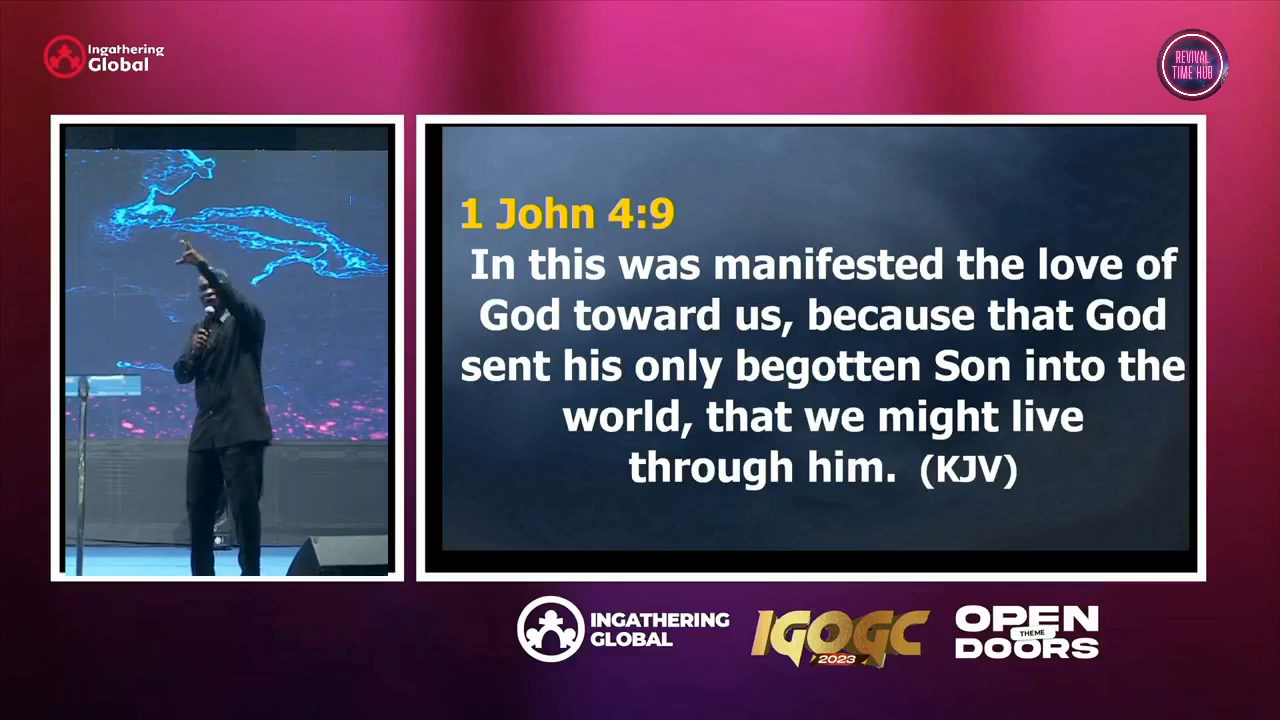 Ingathering
Global
REVIVAL
TIME HUB
1 John 4:9
In this was manifested the love of
God toward us, because that God
sent his only begotten Son into the
world, that we might live
through him. (KJV)
INGATHERING
GLOBAL
IGOGC
2023
OPEN
THEME
DOORS